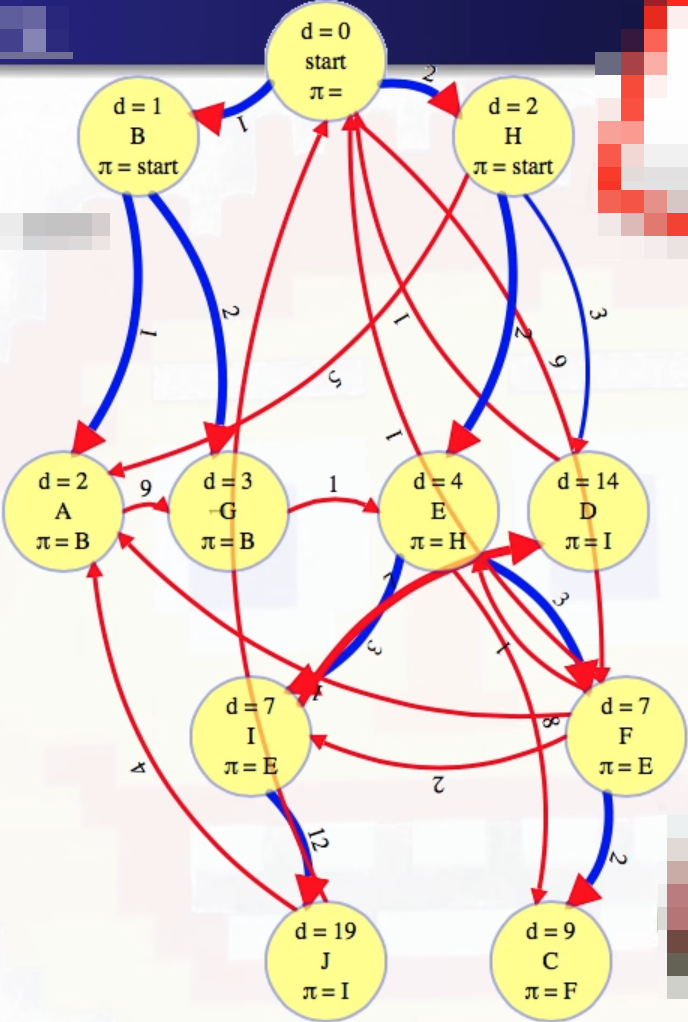 d = 0
start
π =
2
1
d = 1
B
π = start
d = 2
H
π = start
1
2
1
5
1
2
3
9
d = 2
A
π = B
9
d = 3
G
π = B
1
d = 4
E
π = H
d = 14
D
π = I
3
3
1
d = 7
I
π = E
8
d = 7
F
π = E
2
4
12
2
d = 19
J
π = I
d = 9
C
π = F